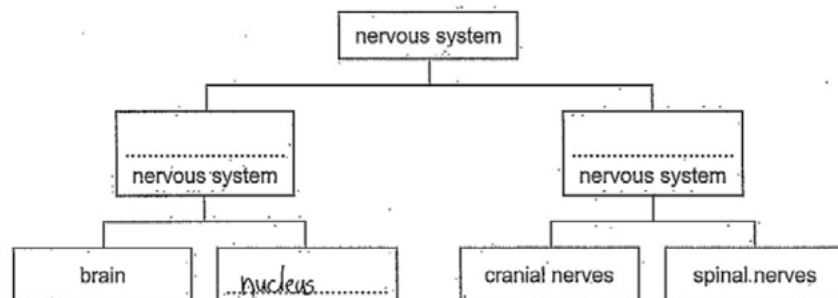 nervous system
nervous system
nervous system
brain
nucleus
cranial nerves
spinal nerves